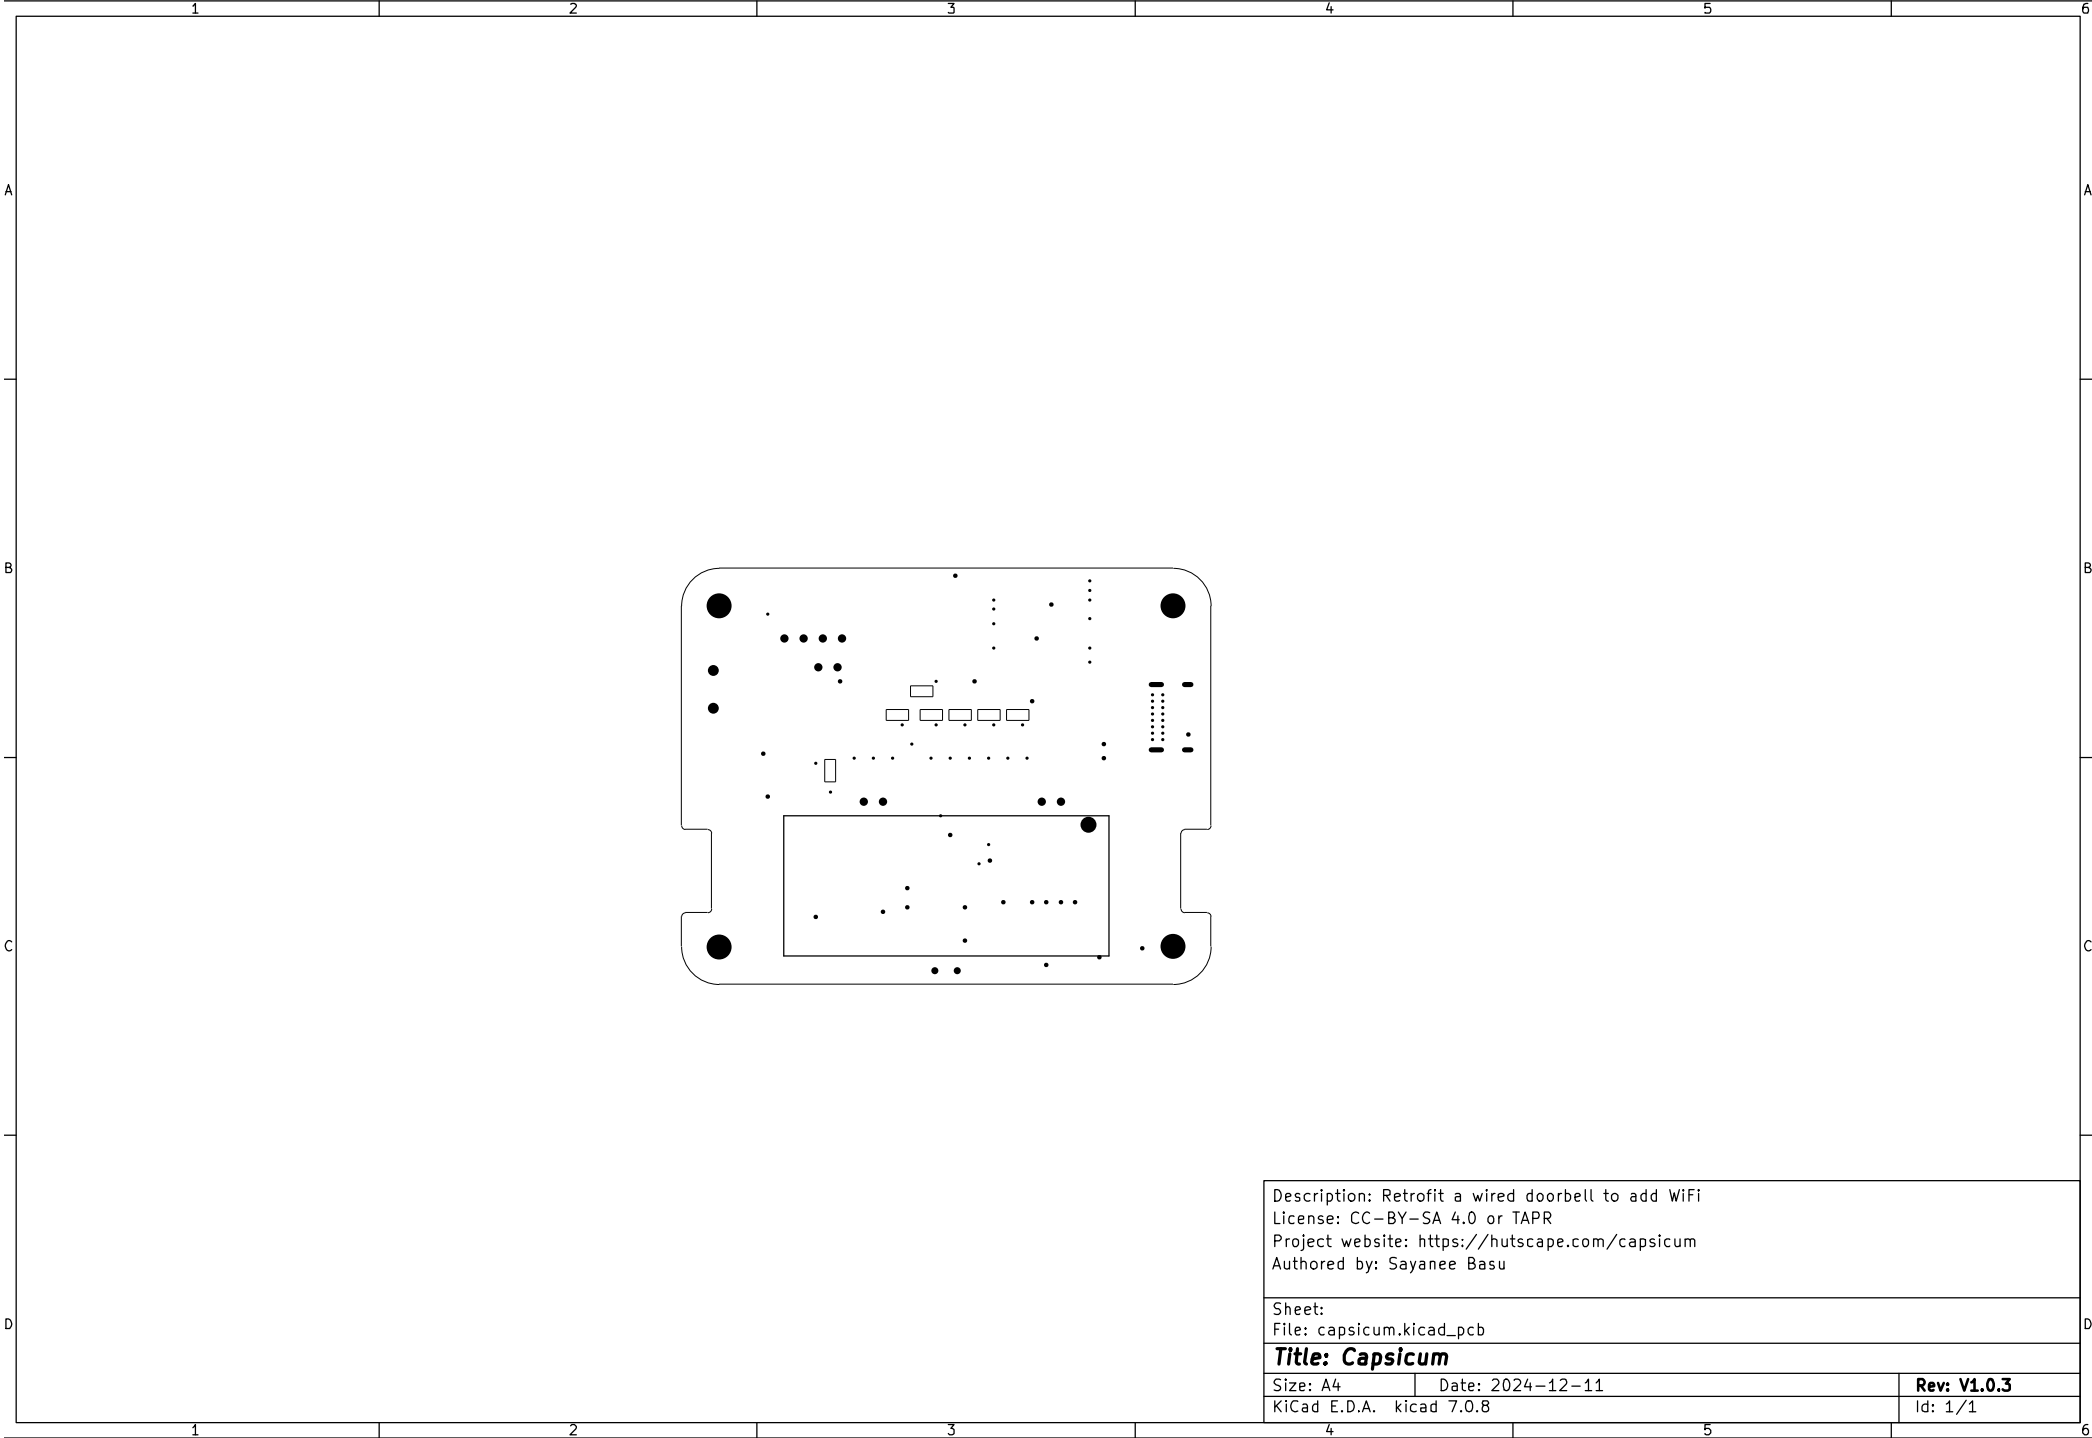 1 2 3 4 5 6
A A
B B
C C
Description: Retrofit a wired doorbell to add WiFi
License: CC-BY-SA 4.0 or TAPR
Project website: https://hutscape.com/capsicum
Authored by: Sayanee Basu
Sheet:
D D
File: capsicum.kicad_pcb
Title: Capsicum
Size: A4 Date: 2024-12-11 Rev: V1.0.3
KiCad E.D.A. kicad 7.0.8 Id: 1/1
1 2 3 4 5 6